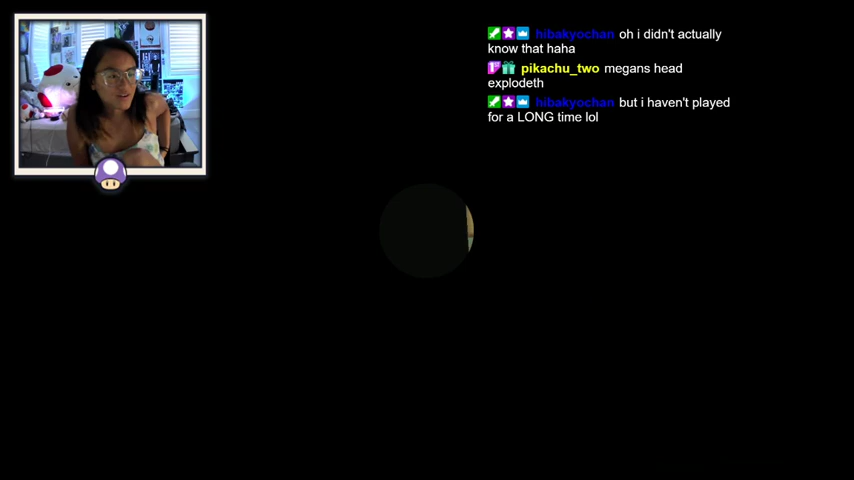 hibakyochan oh i didn't actually
know that haha
pikachu_two megans head
explodeth
hibakyochan but i haven't played
for a LONG time lol